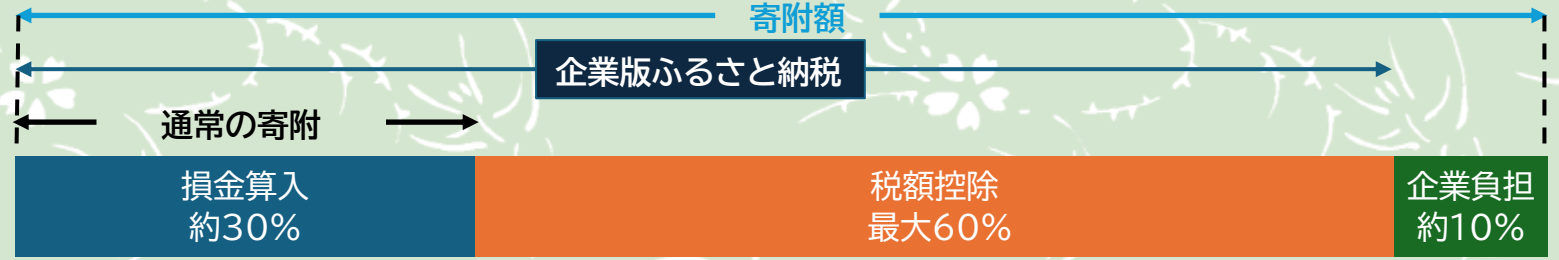 寄附額
企業版ふるさと納税
通常の寄附
損金算入
約30%
税額控除
最大60%
企業負担
約10%